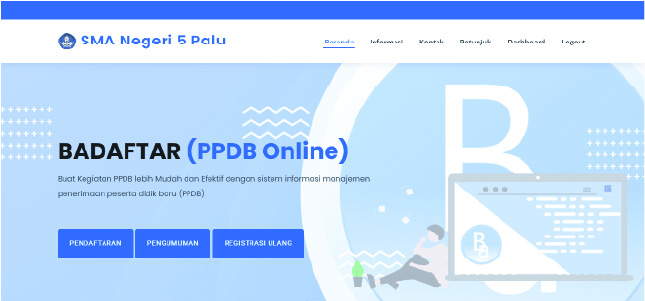 SMA Negeri 5 Palu
Beranda Informasi Kontak Petunjuk Dashboard Logout
BADAFTAR (PPDB Online)
Buat Kegiatan PPDB lebih Mudah dan Efektif dengan sistem informasi manajemen
penerimaan peserta didik baru (PPDB)
PENDAFTARAN PENGUMUMAN REGISTRASI ULANG